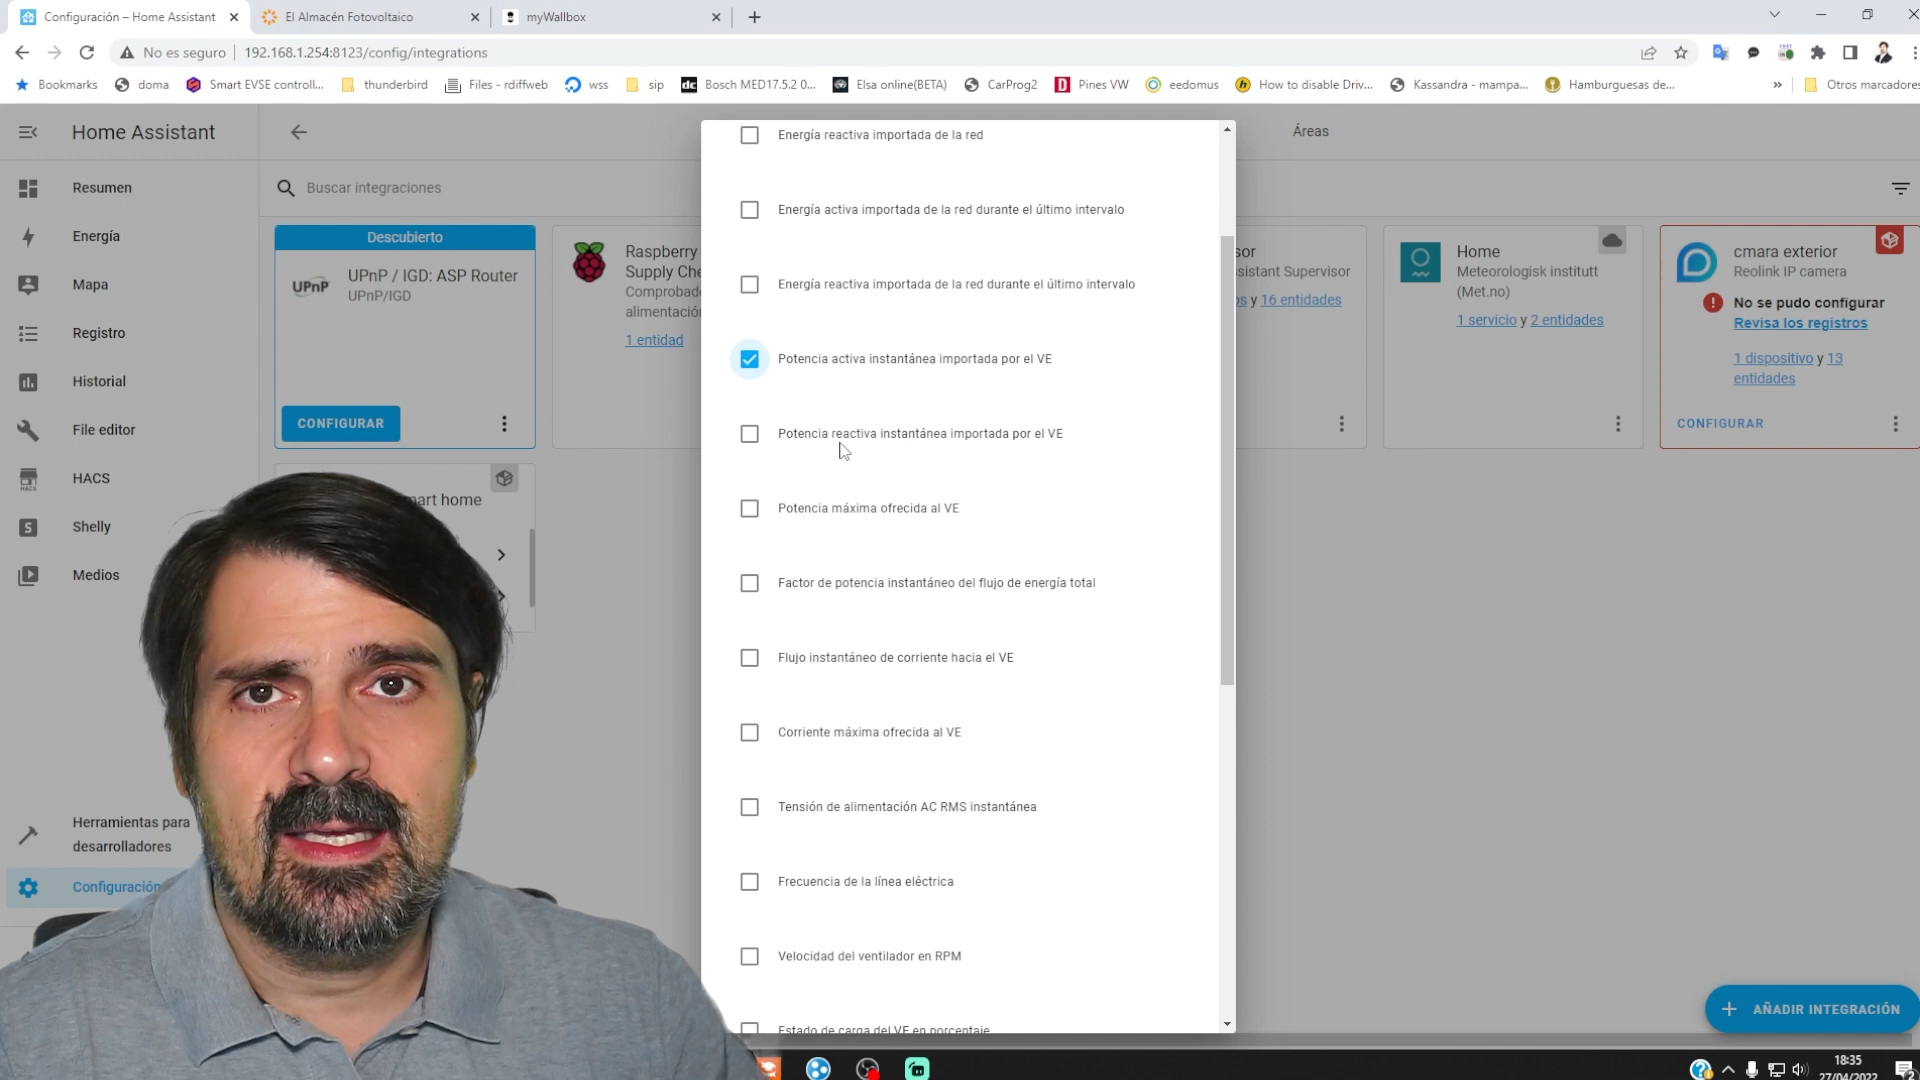 Configuración – Home Assistant
El Almacén Fotovoltaico
myWallbox
No es seguro
192.168.1.254:8123/config/integrations
Bookmarks
doma
Smart EVSE controll...
thunderbird
Files - rdiffweb
wss
sip
Bosch MED17.5.2 0...
Elsa online(BETA)
CarProg2
Pines VW
eedomus
How to disable Driv...
Kassandra - mampa...
Hamburguesas de...
»
Otros marcadores
Home Assistant
Áreas
Resumen
Energía
Mapa
Registro
Historial
File editor
HACS
Shelly
Medios
Herramientas para
desarrolladores
Configuración
Buscar integraciones
Descubierto
UPnP
UPnP / IGD: ASP Router
UPnP/IGD
CONFIGURAR
Raspberry
Supply Che
Comprobado
alimentació
1 entidad
mart home
Energía reactiva importada de la red
Energía activa importada de la red durante el último intervalo
Energía reactiva importada de la red durante el último intervalo
Potencia activa instantánea importada por el VE
Potencia reactiva instantánea importada por el VE
Potencia máxima ofrecida al VE
Factor de potencia instantáneo del flujo de energía total
Flujo instantáneo de corriente hacia el VE
Corriente máxima ofrecida al VE
Tensión de alimentación AC RMS instantánea
Frecuencia de la línea eléctrica
Velocidad del ventilador en RPM
Estado de carga del VE en porcentaje
sor
sistant Supervisor
os y 16 entidades
Home
Meteorologisk institutt
(Met.no)
1 servicio y 2 entidades
cmara exterior
Reolink IP camera
No se pudo configurar
Revisa los registros
1 dispositivo y 13
entidades
CONFIGURAR
AÑADIR INTEGRACIÓN
18:35
27/04/2022